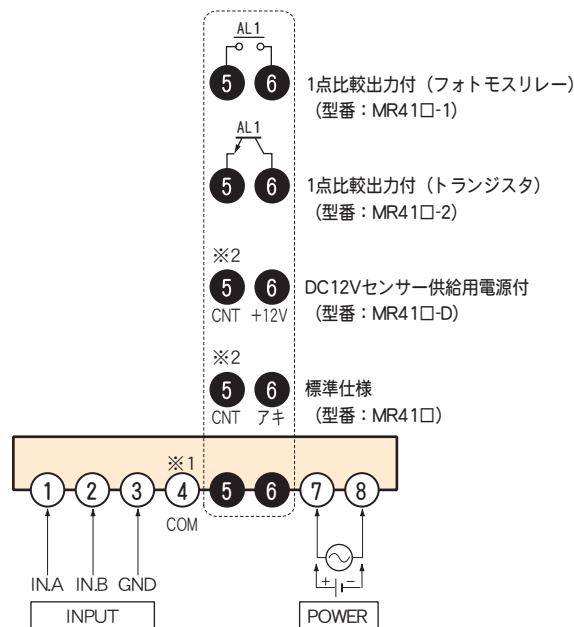 AL1
5 6 1点比較出力付（フォトモスリレー）
（型番：MR41□-1）
AL1
5 6 1点比較出力付（トランジスタ）
（型番：MR41□-2）
※2
5 6 DC12Vセンサー供給用電源付
CNT +12V （型番：MR41□-D）
※2
5 6 標準仕様
CNT アキ （型番：MR41□）
※1
1 2 3 4 5 6 7 8
COM
+ −
IN.A IN.B GND
INPUT POWER